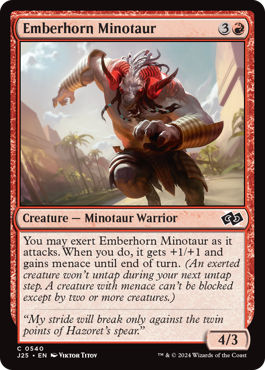 Emberhorn Minotaur 3
Creature — Minotaur Warrior
You may exert Emberhorn Minotaur as it
attacks. When you do, it gets +1/+1 and
gains menace until end of turn. (An exerted
creature won't untap during your next untap
step. A creature with menace can't be blocked
except by two or more creatures.)
"My stride will break only against the twin
points of Hazoret's spear."
4/3
C 0540
J25 • EN Viktor Titov
™ & © 2024 Wizards of the Coast